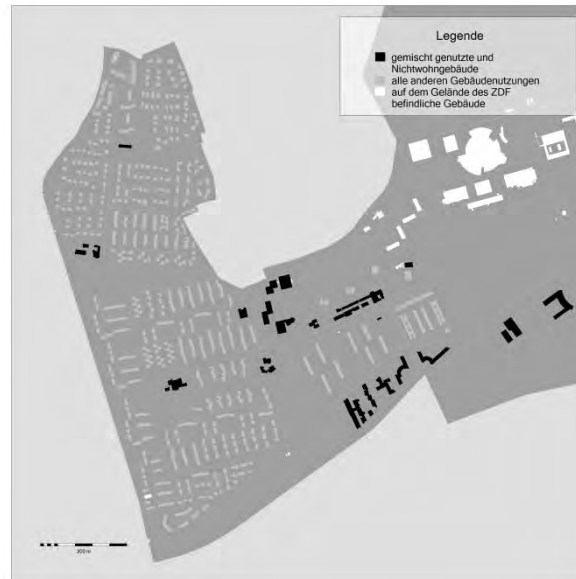 Legende
gemischt genutzte und
Nichtwohngebäude
alle anderen Gebäudenutzungen
auf dem Gelände des ZDF
befindliche Gebäude
200 m